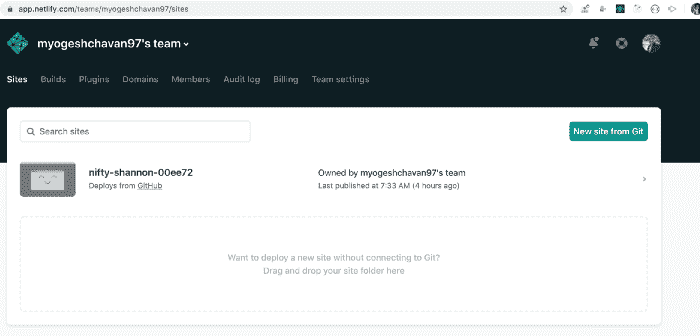 app.netlify.com/teams/myogeshchavan97/sites
myogeshchavan97's team
Sites Builds Plugins Domains Members Audit log Billing Team settings
Search sites
New site from Git
nifty-shannon-00ee72
Owned by myogeshchavan97's team
Deploys from GitHub
Last published at 7:33 AM (4 hours ago)
Want to deploy a new site without connecting to Git?
Drag and drop your site folder here